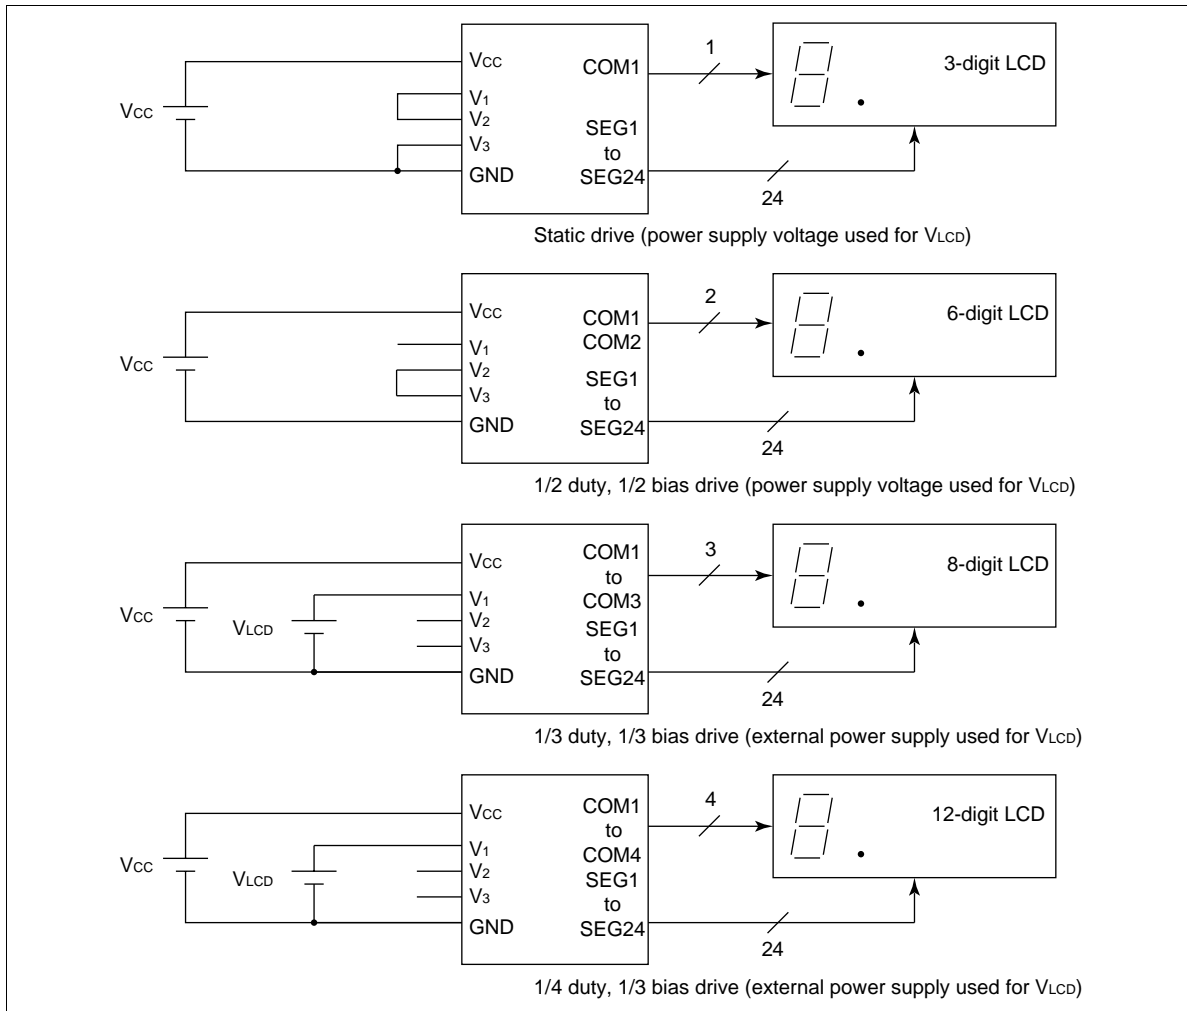 VCC
VCC
V1
V2
V3
GND
COM1
SEG1
to
SEG24
1
24
3-digit LCD
Static drive (power supply voltage used for VLCD)
VCC
VCC
V1
V2
V3
GND
COM1
COM2
SEG1
to
SEG24
2
24
6-digit LCD
1/2 duty, 1/2 bias drive (power supply voltage used for VLCD)
VCC
VLCD
VCC
V1
V2
V3
GND
COM1
to
COM3
SEG1
to
SEG24
3
24
8-digit LCD
1/3 duty, 1/3 bias drive (external power supply used for VLCD)
VCC
VLCD
VCC
V1
V2
V3
GND
COM1
to
COM4
SEG1
to
SEG24
4
24
12-digit LCD
1/4 duty, 1/3 bias drive (external power supply used for VLCD)